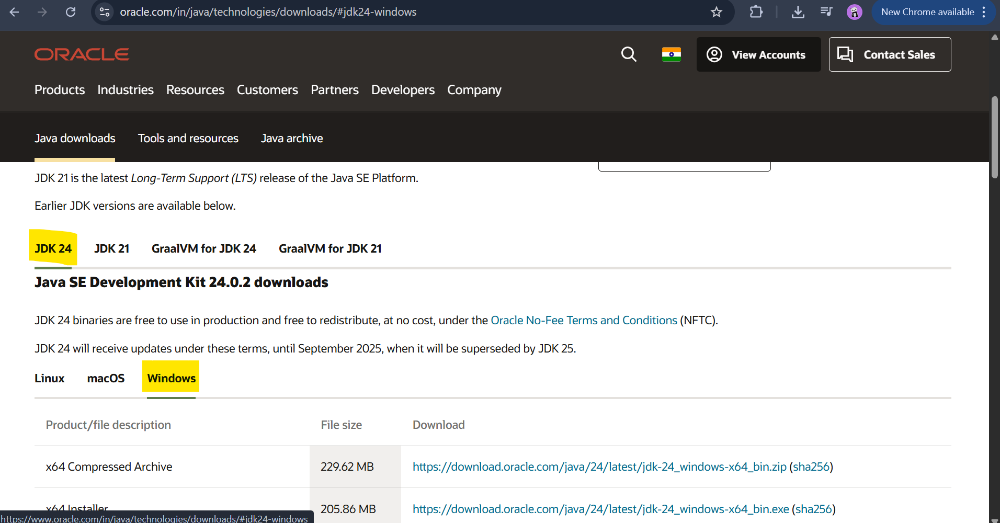 oracle.com/in/java/technologies/downloads/#jdk24-windows
New Chrome available
ORACLE
View Accounts
Contact Sales
Products Industries Resources Customers Partners Developers Company
Java downloads Tools and resources Java archive
JDK 21 is the latest Long-Term Support (LTS) release of the Java SE Platform.
Earlier JDK versions are available below.
JDK 24 JDK 21 GraalVM for JDK 24 GraalVM for JDK 21
Java SE Development Kit 24.0.2 downloads
JDK 24 binaries are free to use in production and free to redistribute, at no cost, under the Oracle No-Fee Terms and Conditions (NFTC).
JDK 24 will receive updates under these terms, until September 2025, when it will be superseded by JDK 25.
Linux macOS Windows
Product/file description File size Download
x64 Compressed Archive 229.62 MB https://download.oracle.com/java/24/latest/jdk-24_windows-x64_bin.zip (sha256)
x64 Installer 205.86 MB https://download.oracle.com/java/24/latest/jdk-24_windows-x64_bin.exe (sha256)
https://www.oracle.com/in/java/technologies/downloads/#jdk24-windows